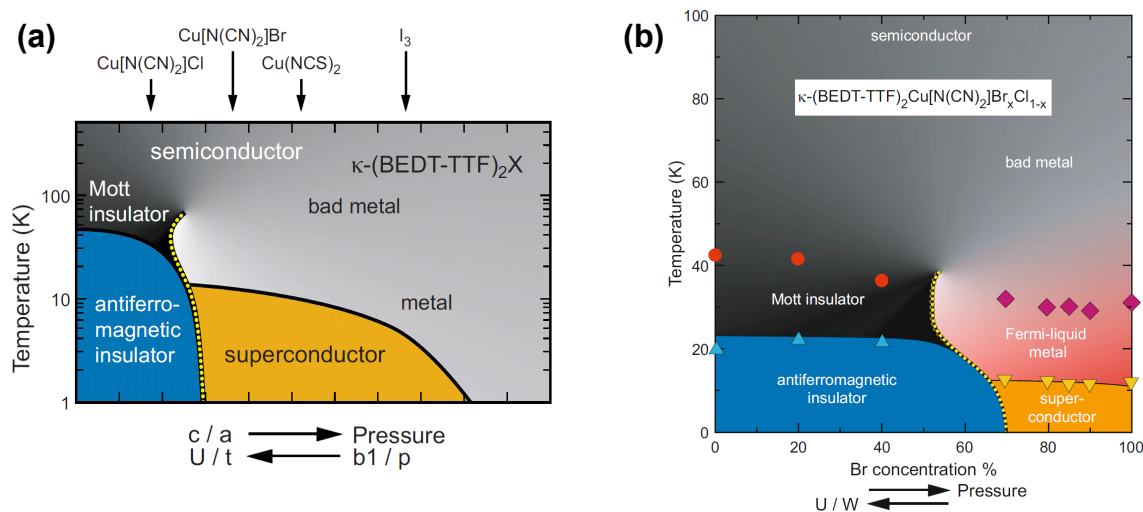 (a)
Cu[N(CN)₂]Br
I₃
Cu[N(CN)₂]Cl
Cu(NCS)₂
Temperature (K)
100
10
1
semiconductor
κ-(BEDT-TTF)₂X
Mott
insulator
bad metal
antiferro-
magnetic
insulator
metal
superconductor
c / a
Pressure
U / t
b1 / p
(b)
Temperature (K)
100
80
60
40
20
0
semiconductor
κ-(BEDT-TTF)₂Cu[N(CN)₂]BrₓCl₁₋ₓ
bad metal
Mott insulator
Fermi-liquid
metal
antiferromagnetic
insulator
super-
conductor
0
20
40
60
80
100
Br concentration %
Pressure
U / W